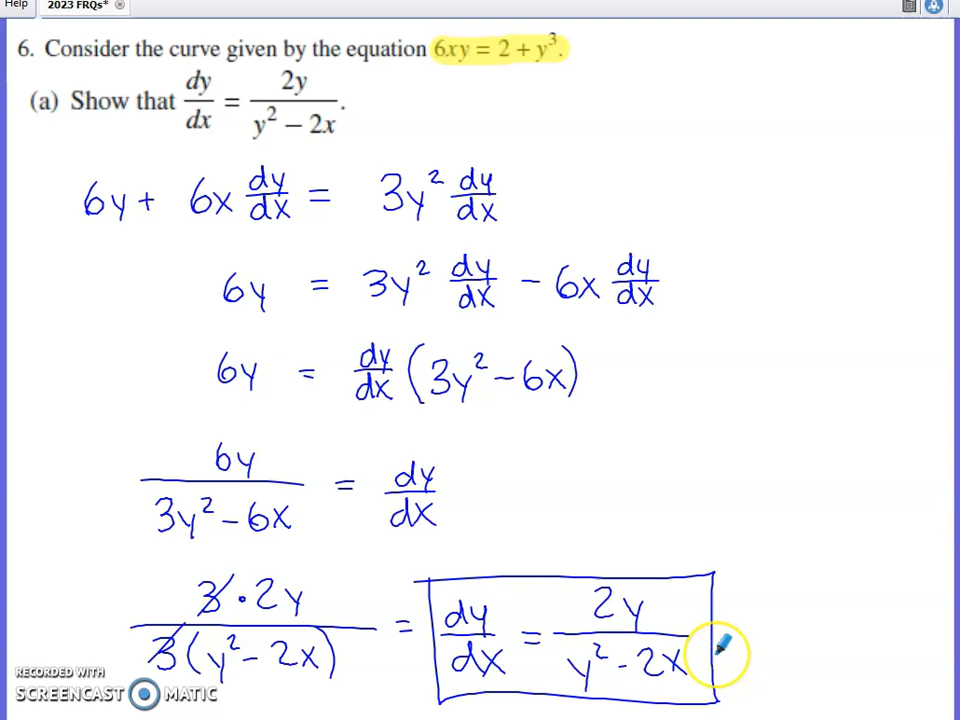 Help
2023 FRQs*
6. Consider the curve given by the equation 6xy = 2 + y³.
(a) Show that dy/dx = 2y/(y² − 2x).
6y + 6x dy/dx = 3y² dy/dx
6y = 3y² dy/dx − 6x dy/dx
6y = dy/dx (3y² − 6x)
6y/(3y² − 6x) = dy/dx
3 · 2y/(3(y² − 2x)) = dy/dx = 2y/(y² − 2x)
RECORDED WITH
SCREENCAST MATIC